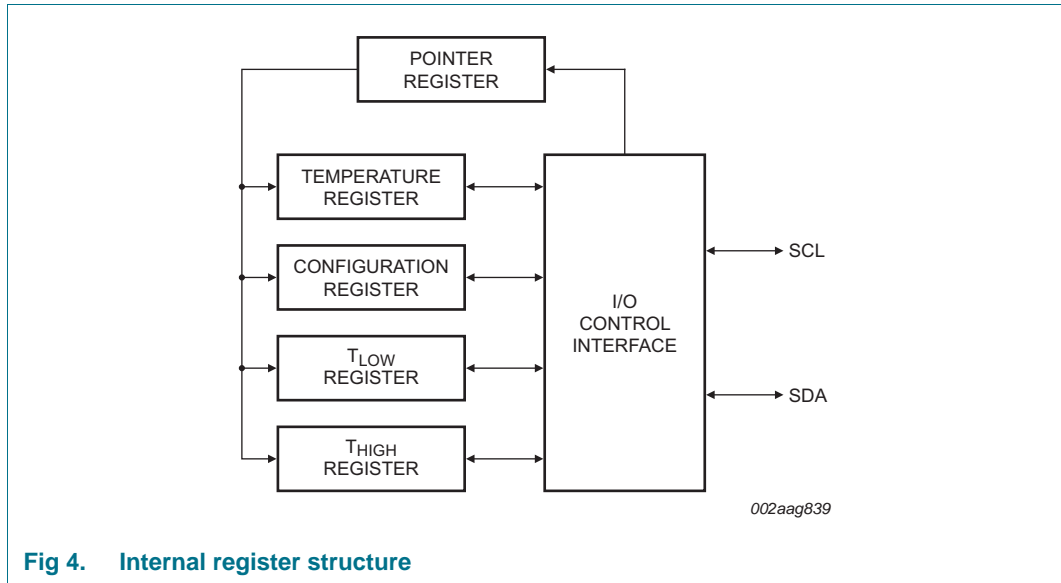 POINTER
REGISTER
TEMPERATURE
REGISTER
CONFIGURATION
REGISTER
TLOW
REGISTER
THIGH
REGISTER
I/O
CONTROL
INTERFACE
SCL
SDA
002aag839
Fig 4. Internal register structure